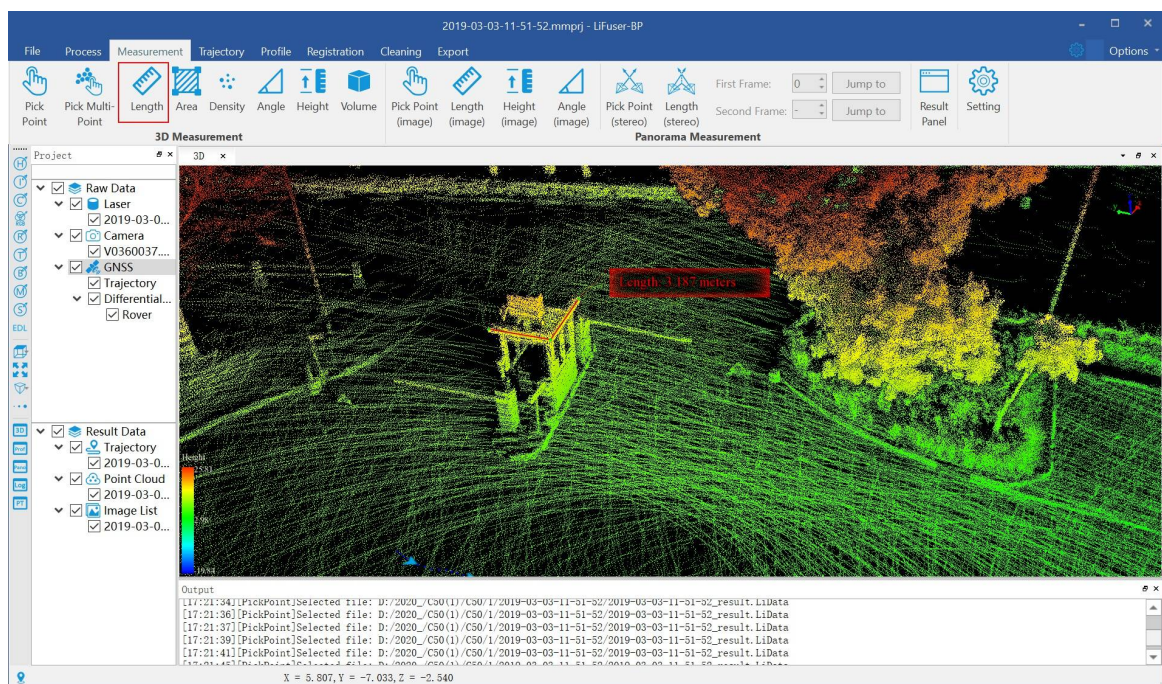 2019-03-03-11-51-52.mmprj - LiFuser-BP
File Process Measurement Trajectory Profile Registration Cleaning Export Options
Pick Point Pick Multi-Point Length Area Density Angle Height Volume Pick Point (image) Length (image) Height (image) Angle (image) Pick Point (stereo) Length (stereo) First Frame: 0 Jump to Result Panel Setting
Second Frame: - Jump to
3D Measurement Panorama Measurement
Project 3D
Raw Data
Laser
2019-03-0...
Camera
V0360037....
GNSS
Trajectory
Differential...
Rover
EDL
Length: 3.187 meters
3D
Prof
Log
PT
Result Data
Trajectory
2019-03-0...
Point Cloud
2019-03-0...
Image List
2019-03-0...
Height
Output
[17:21:34][PickPoint]Selected file: D:/2020_/C50(1)/C50/1/2019-03-03-11-51-52/2019-03-03-11-51-52_result.LiData
[17:21:36][PickPoint]Selected file: D:/2020_/C50(1)/C50/1/2019-03-03-11-51-52/2019-03-03-11-51-52_result.LiData
[17:21:37][PickPoint]Selected file: D:/2020_/C50(1)/C50/1/2019-03-03-11-51-52/2019-03-03-11-51-52_result.LiData
[17:21:39][PickPoint]Selected file: D:/2020_/C50(1)/C50/1/2019-03-03-11-51-52/2019-03-03-11-51-52_result.LiData
[17:21:41][PickPoint]Selected file: D:/2020_/C50(1)/C50/1/2019-03-03-11-51-52/2019-03-03-11-51-52_result.LiData
X = 5.807, Y = -7.033, Z = -2.540